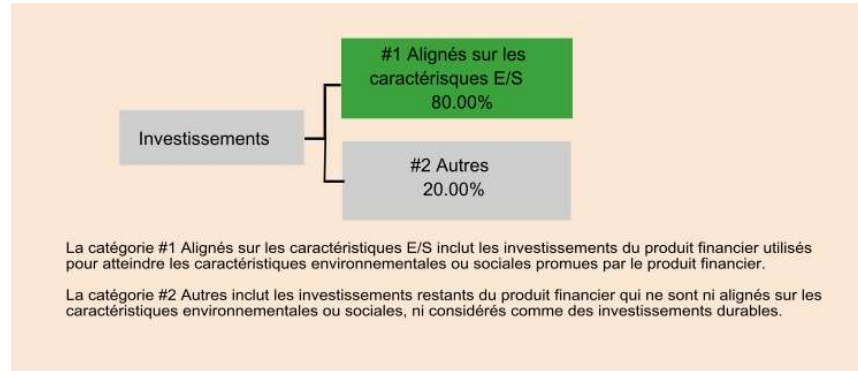 #1 Alignés sur les
caractérisques E/S
80.00%
Investissements
#2 Autres
20.00%
La catégorie #1 Alignés sur les caractéristiques E/S inclut les investissements du produit financier utilisés
pour atteindre les caractéristiques environnementales ou sociales promues par le produit financier.
La catégorie #2 Autres inclut les investissements restants du produit financier qui ne sont ni alignés sur les
caractéristiques environnementales ou sociales, ni considérés comme des investissements durables.